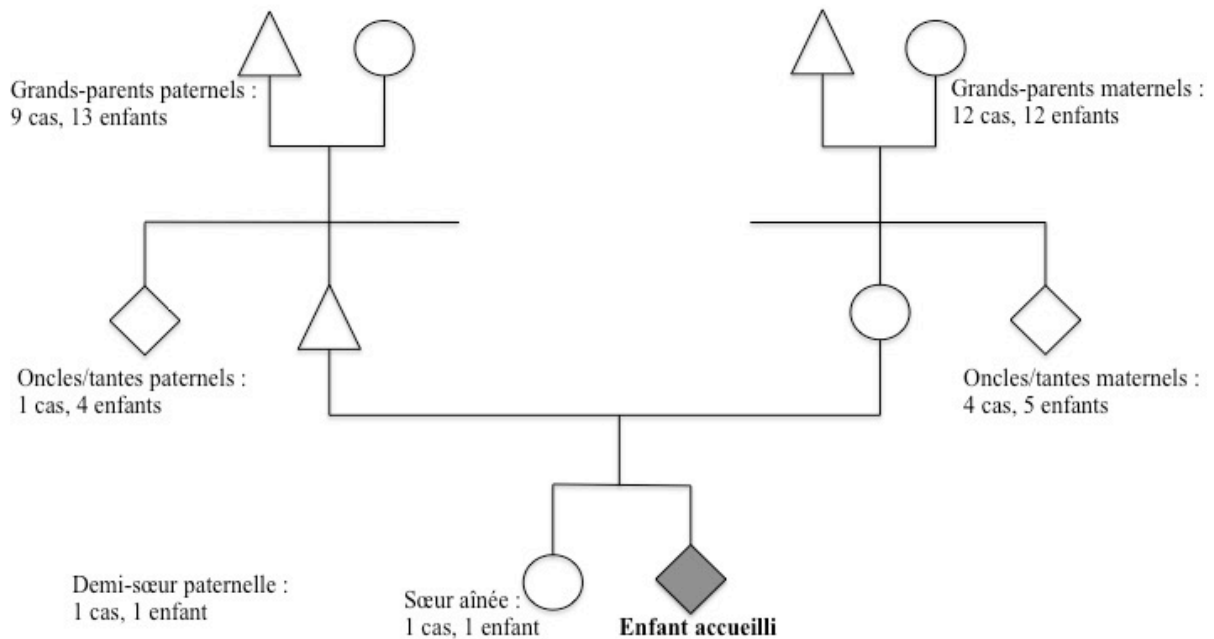 Grands-parents paternels :
9 cas, 13 enfants
Grands-parents maternels :
12 cas, 12 enfants
Oncles/tantes paternels :
1 cas, 4 enfants
Oncles/tantes maternels :
4 cas, 5 enfants
Demi-sœur paternelle :
1 cas, 1 enfant
Sœur aînée :
1 cas, 1 enfant
Enfant accueilli